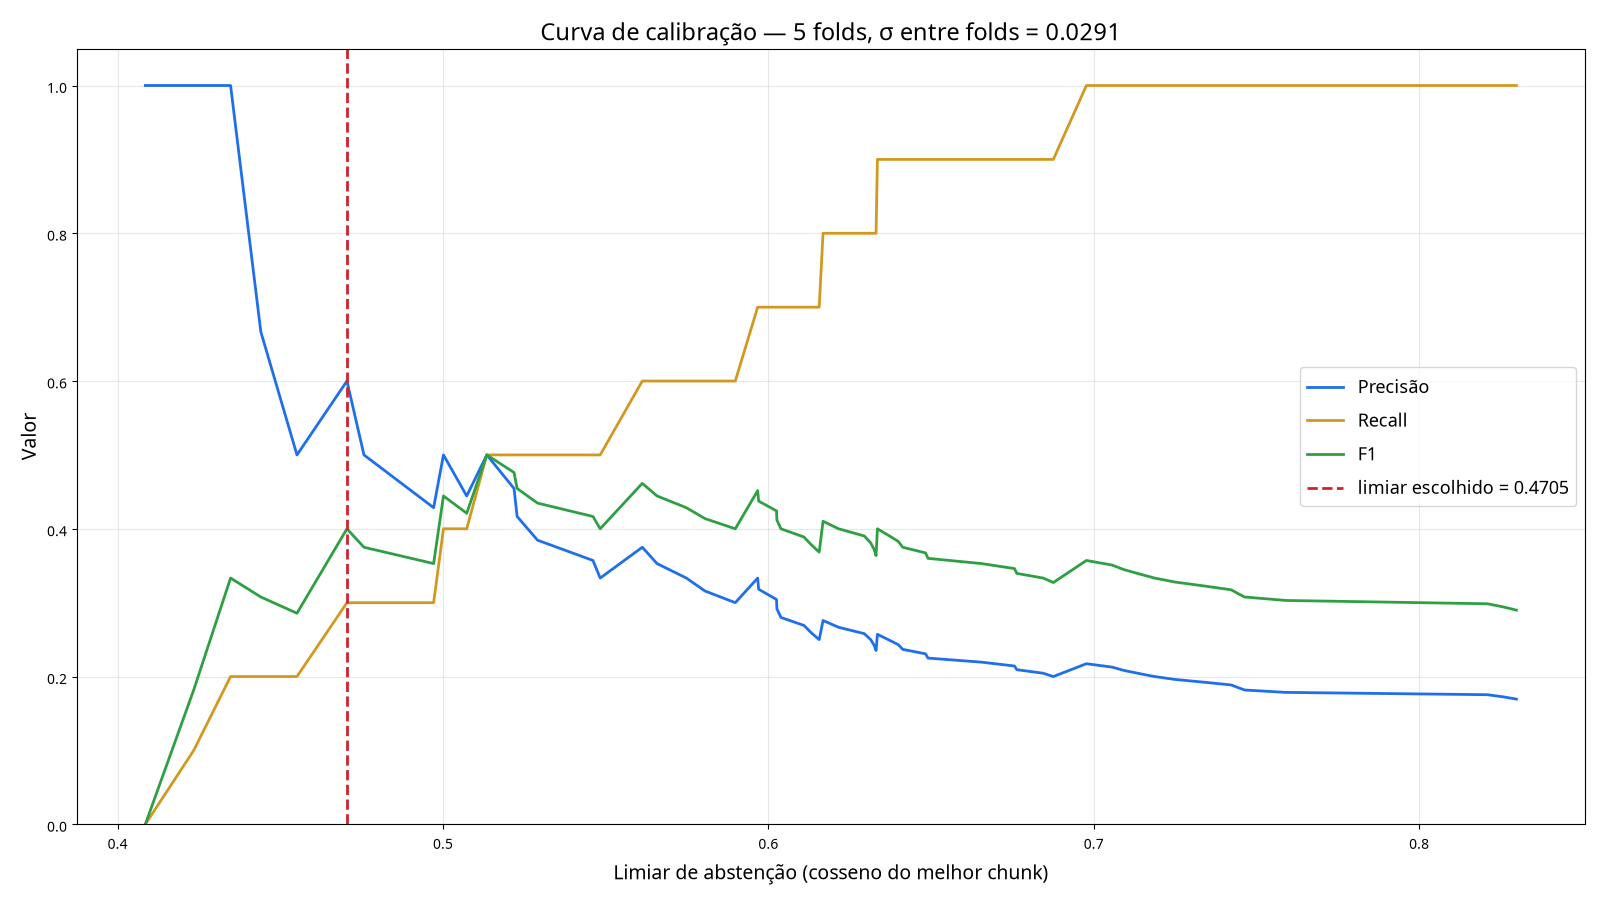 Curva de calibração — 5 folds, σ entre folds = 0.0291
Valor
1.0
0.8
0.6
0.4
0.2
0.0
0.4
0.5
0.6
0.7
0.8
Limiar de abstenção (cosseno do melhor chunk)
Precisão
Recall
F1
limiar escolhido = 0.4705